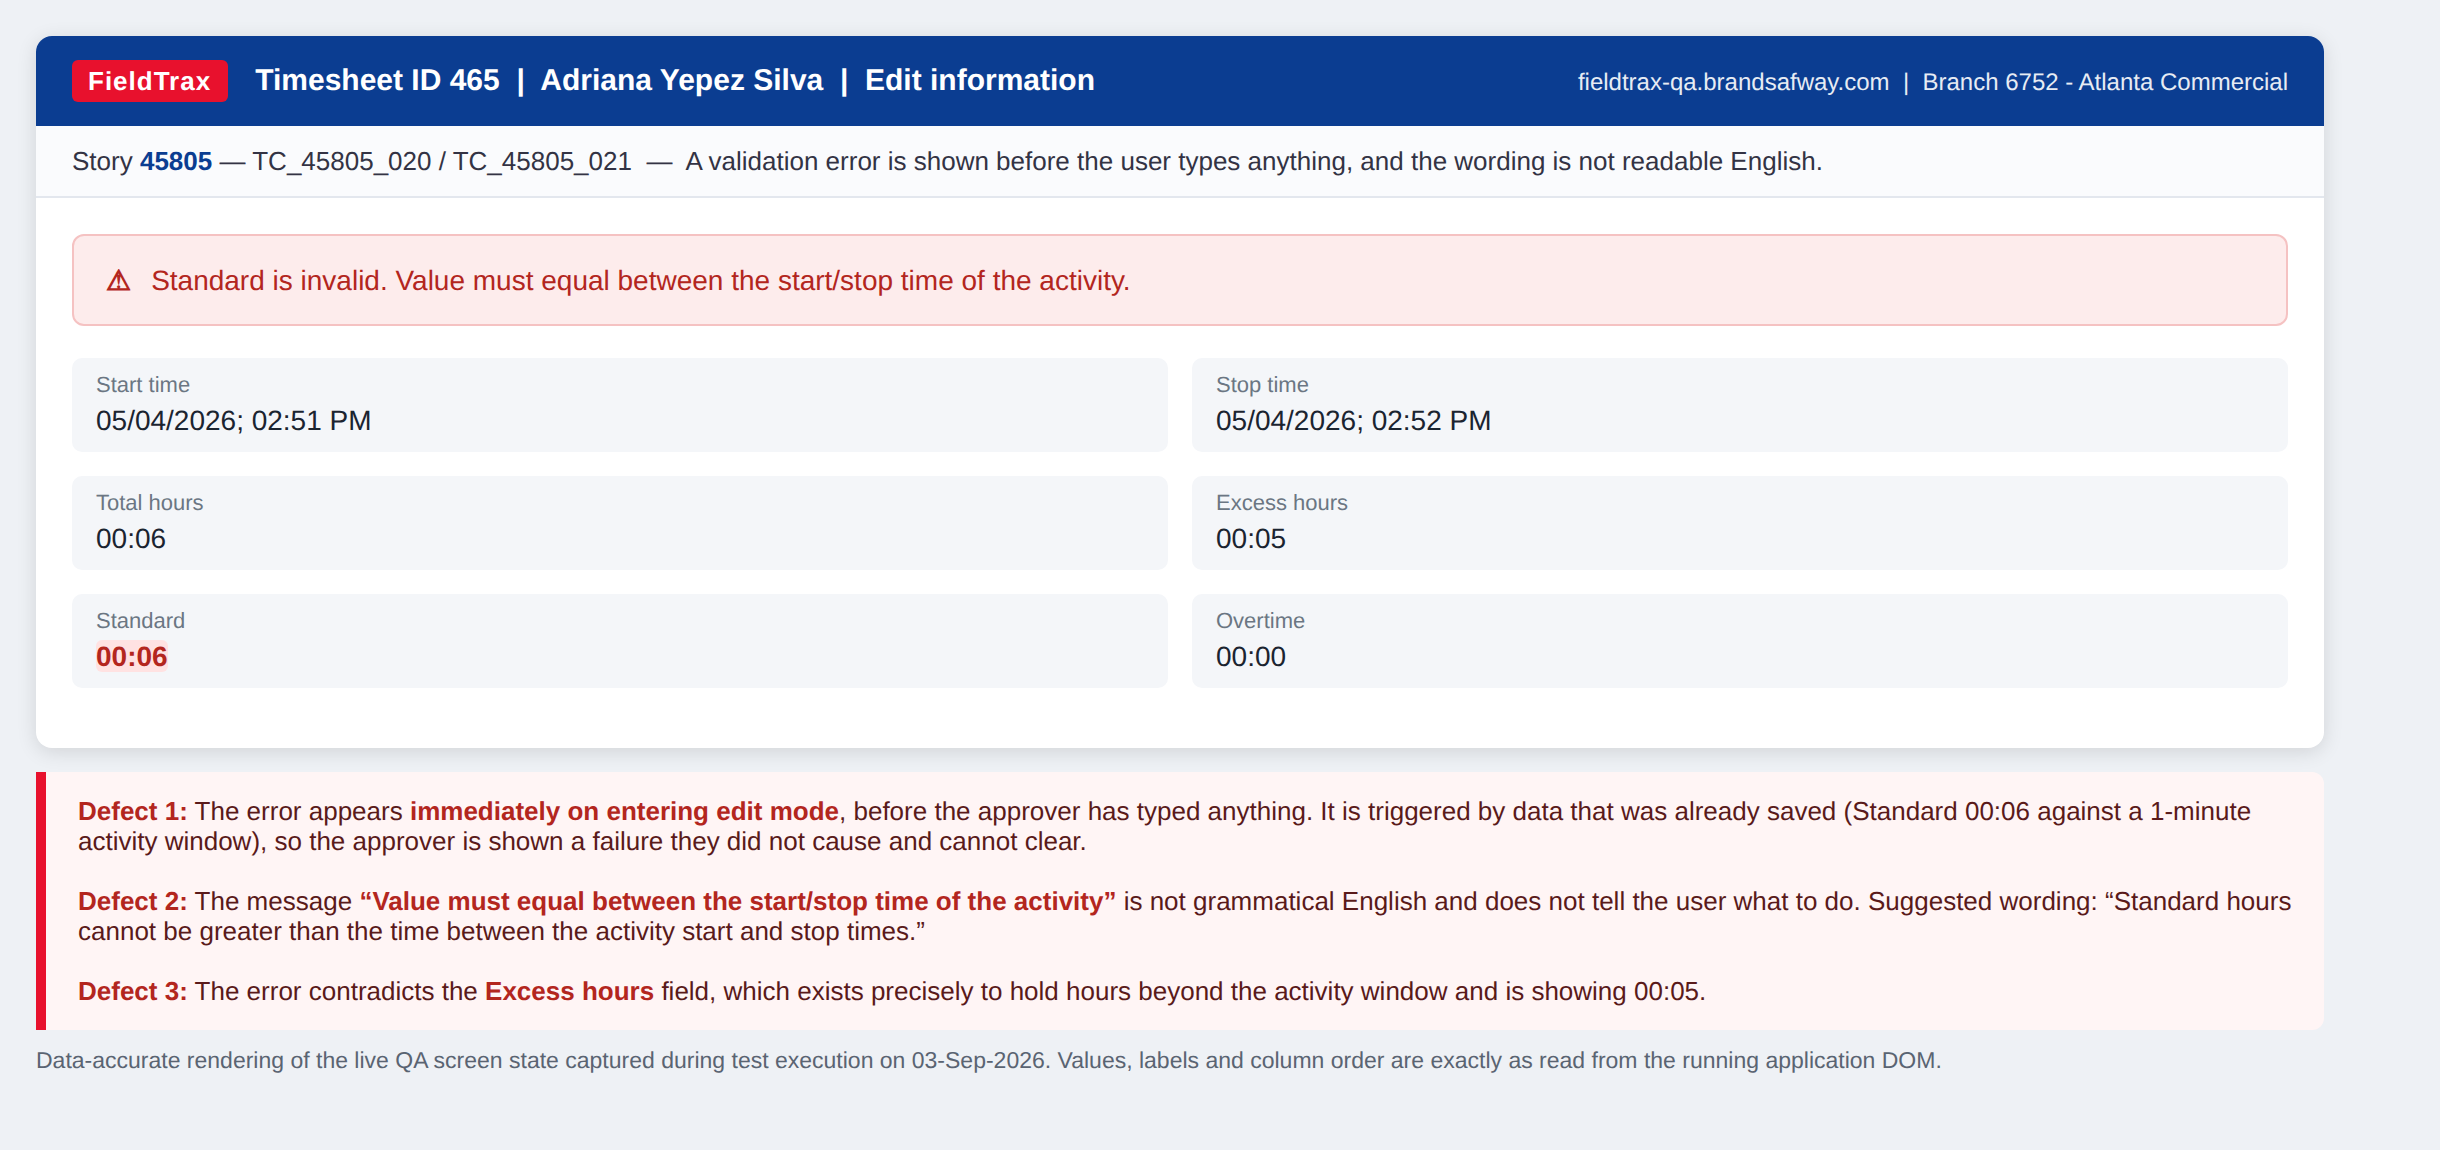 FieldTrax Timesheet ID 465 | Adriana Yepez Silva | Edit information fieldtrax-qa.brandsafway.com | Branch 6752 - Atlanta Commercial
Story 45805 — TC_45805_020 / TC_45805_021 — A validation error is shown before the user types anything, and the wording is not readable English.
⚠ Standard is invalid. Value must equal between the start/stop time of the activity.
Start time
05/04/2026; 02:51 PM
Stop time
05/04/2026; 02:52 PM
Total hours
00:06
Excess hours
00:05
Standard
00:06
Overtime
00:00
Defect 1: The error appears immediately on entering edit mode, before the approver has typed anything. It is triggered by data that was already saved (Standard 00:06 against a 1-minute
activity window), so the approver is shown a failure they did not cause and cannot clear.
Defect 2: The message “Value must equal between the start/stop time of the activity” is not grammatical English and does not tell the user what to do. Suggested wording: “Standard hours
cannot be greater than the time between the activity start and stop times.”
Defect 3: The error contradicts the Excess hours field, which exists precisely to hold hours beyond the activity window and is showing 00:05.
Data-accurate rendering of the live QA screen state captured during test execution on 03-Sep-2026. Values, labels and column order are exactly as read from the running application DOM.